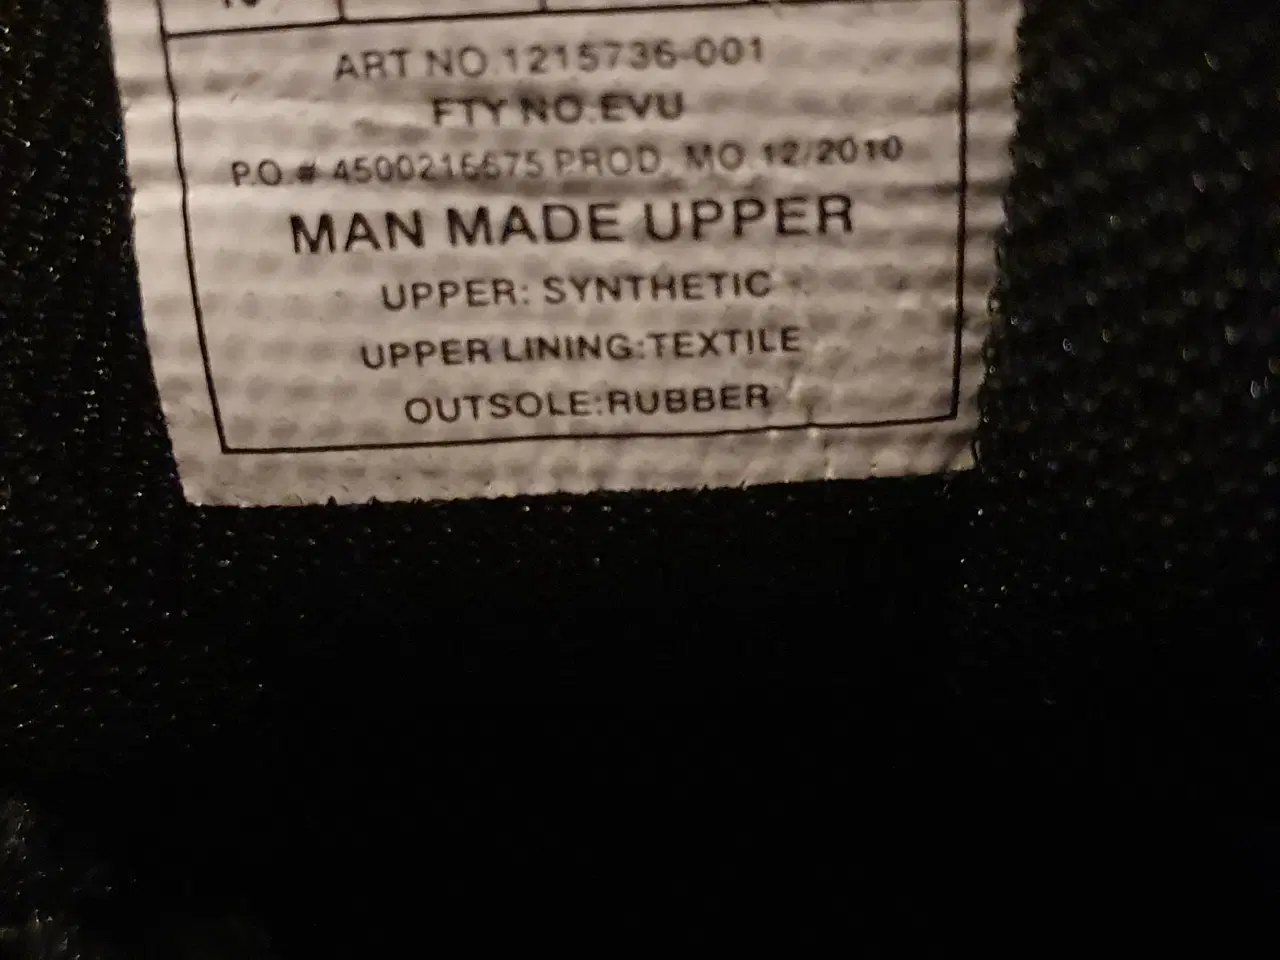 ART NO.1215736-001
FTY NO.:EVU
P.O.# 4500216675 PROD. MO.12/2010
MAN MADE UPPER
UPPER: SYNTHETIC
UPPER LINING:TEXTILE
OUTSOLE:RUBBER